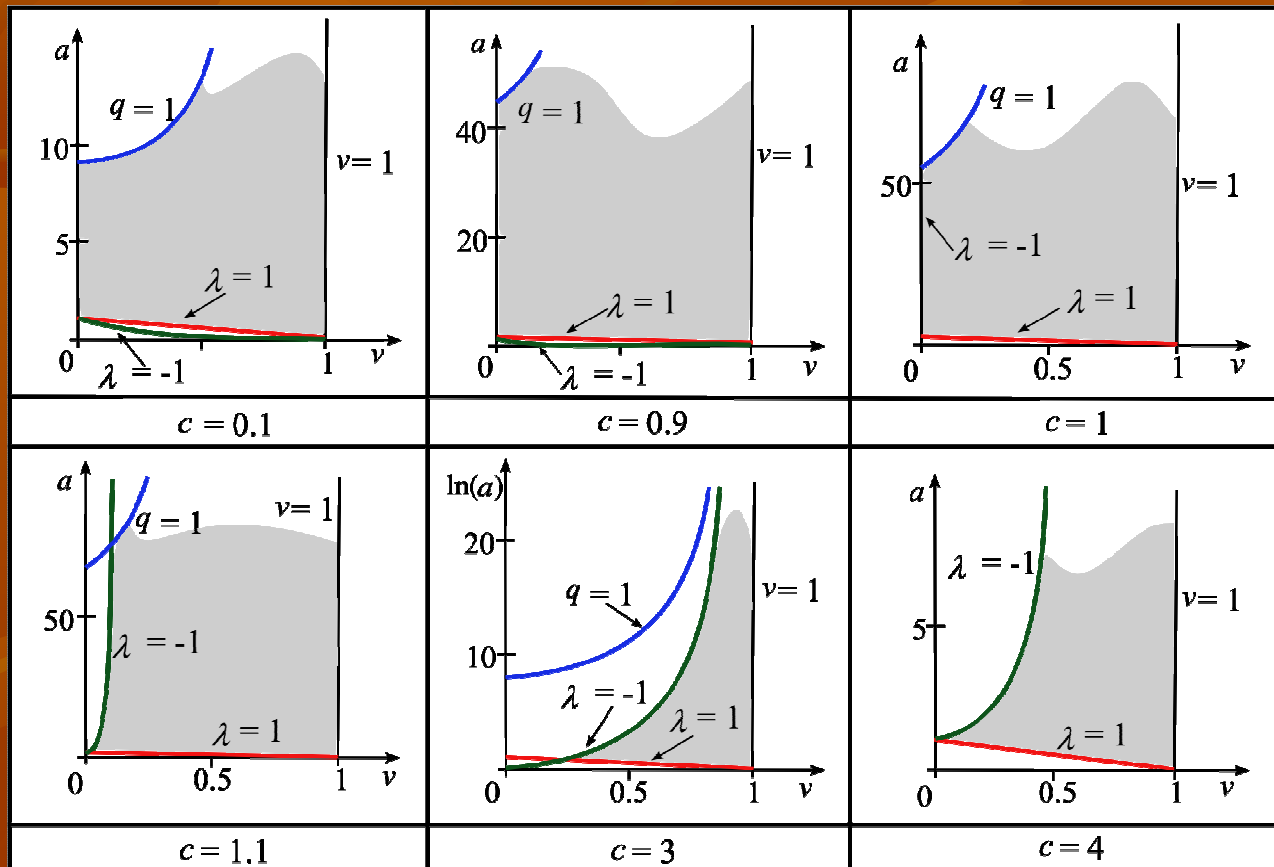 a
q = 1
10
5
v = 1
λ = 1
0
1
v
λ = -1
c = 0.1
a
q = 1
40
20
v = 1
λ = 1
0
1
v
λ = -1
c = 0.9
a
q = 1
50
v = 1
λ = -1
λ = 1
0
0.5
1
v
c = 1
a
v = 1
q = 1
50
λ = -1
λ = 1
0
0.5
1
v
c = 1.1
ln(a)
20
q = 1
v = 1
10
λ = -1
λ = 1
0
0.5
1
v
c = 3
a
λ = -1
v = 1
5
λ = 1
0
0.5
1
v
c = 4